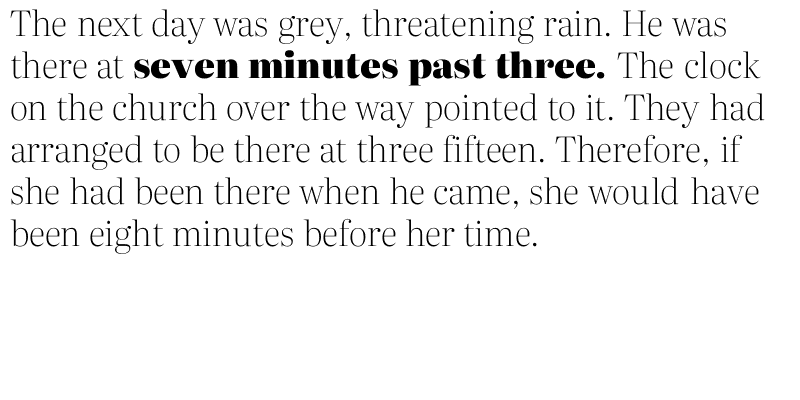 The next day was grey, threatening rain. He was
there at seven minutes past three. The clock
on the church over the way pointed to it. They had
arranged to be there at three fifteen. Therefore, if
she had been there when he came, she would have
been eight minutes before her time.